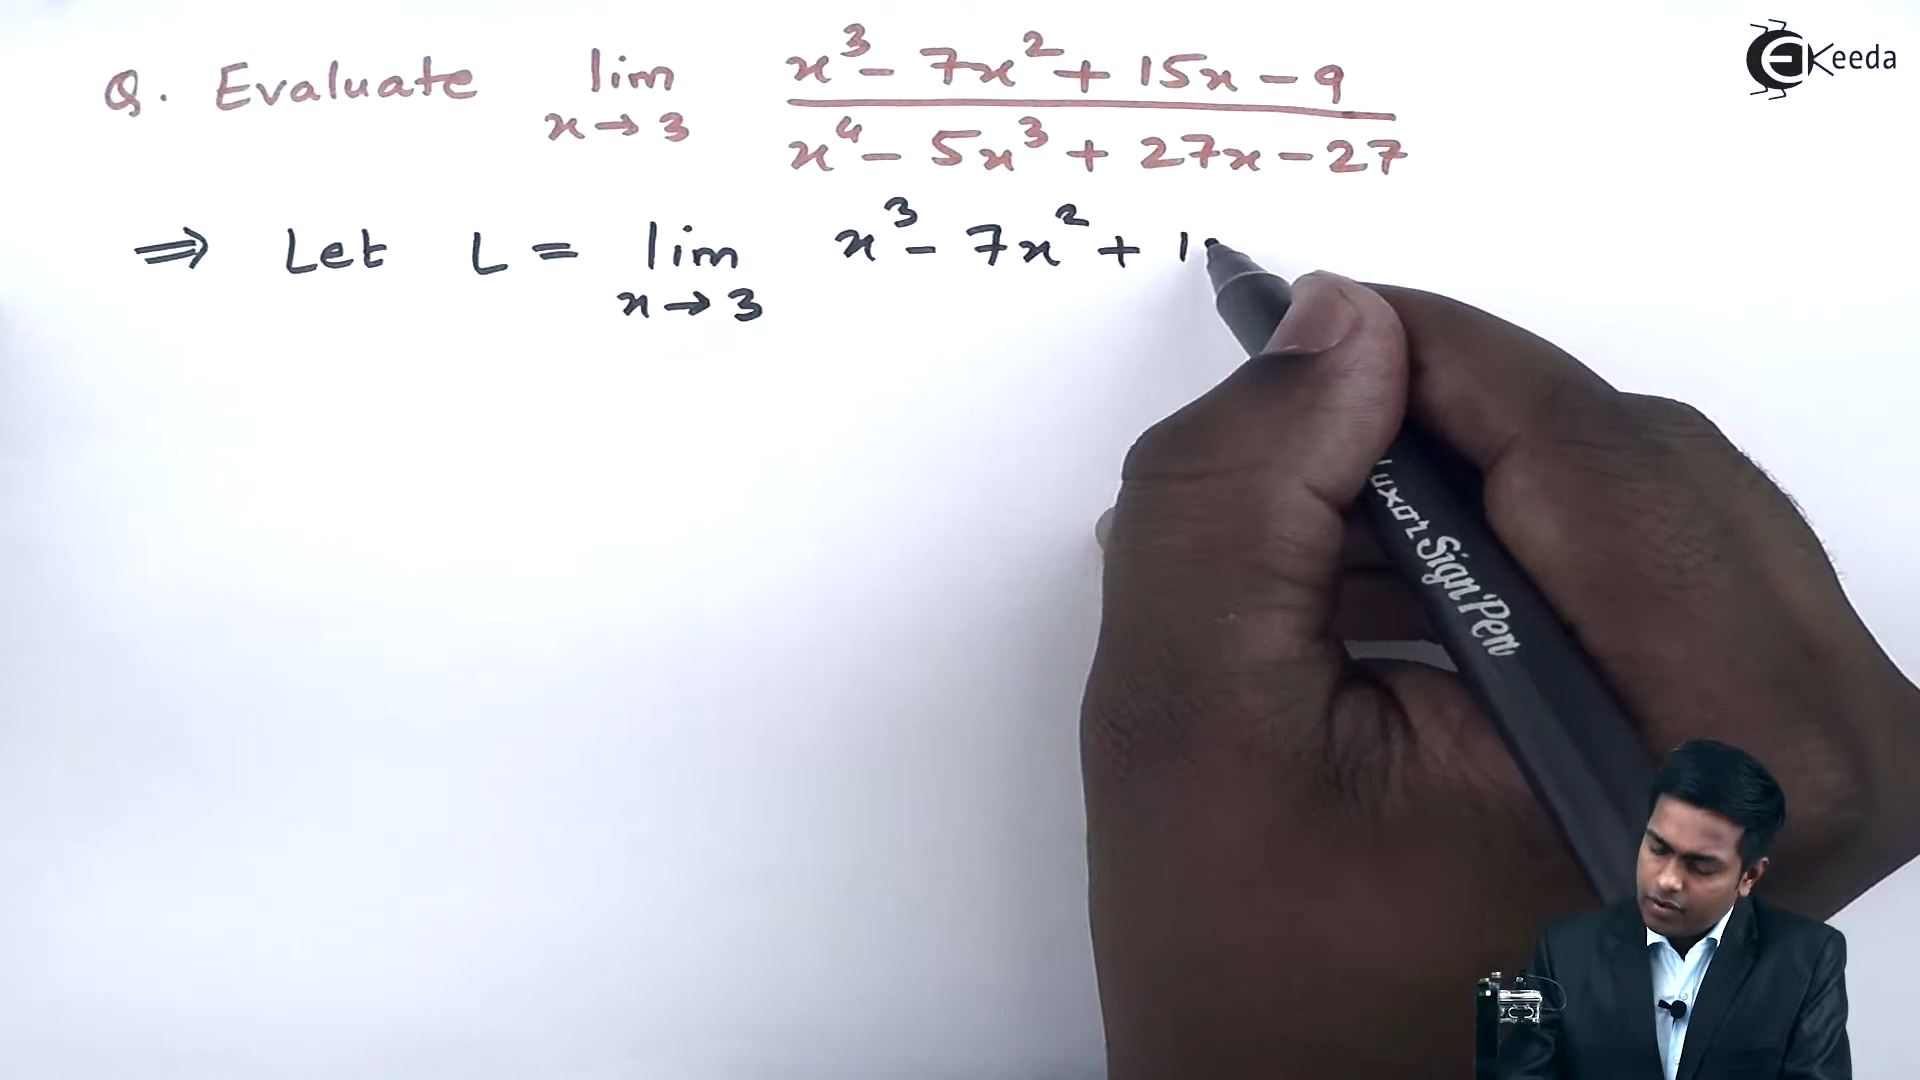 Q. Evaluate lim x→3 x³ - 7x² + 15x - 9 / x⁴ - 5x³ + 27x - 27
⇒ Let L = lim x→3 x³ - 7x² + 1
EKeeda
Luxor Sign'Pen